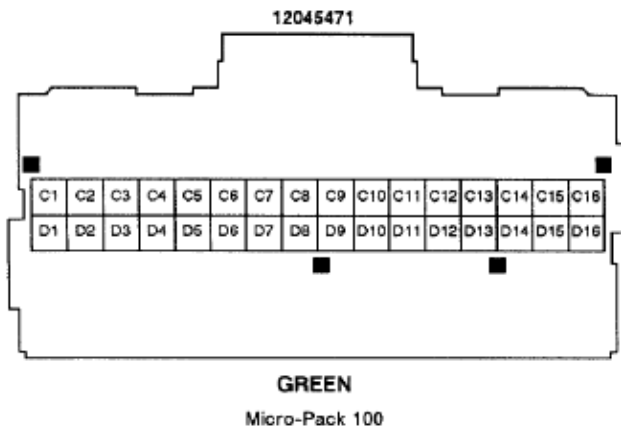 12045471
C1 C2 C3 C4 C5 C6 C7 C8 C9 C10 C11 C12 C13 C14 C15 C16
D1 D2 D3 D4 D5 D6 D7 D8 D9 D10 D11 D12 D13 D14 D15 D16
GREEN
Micro-Pack 100